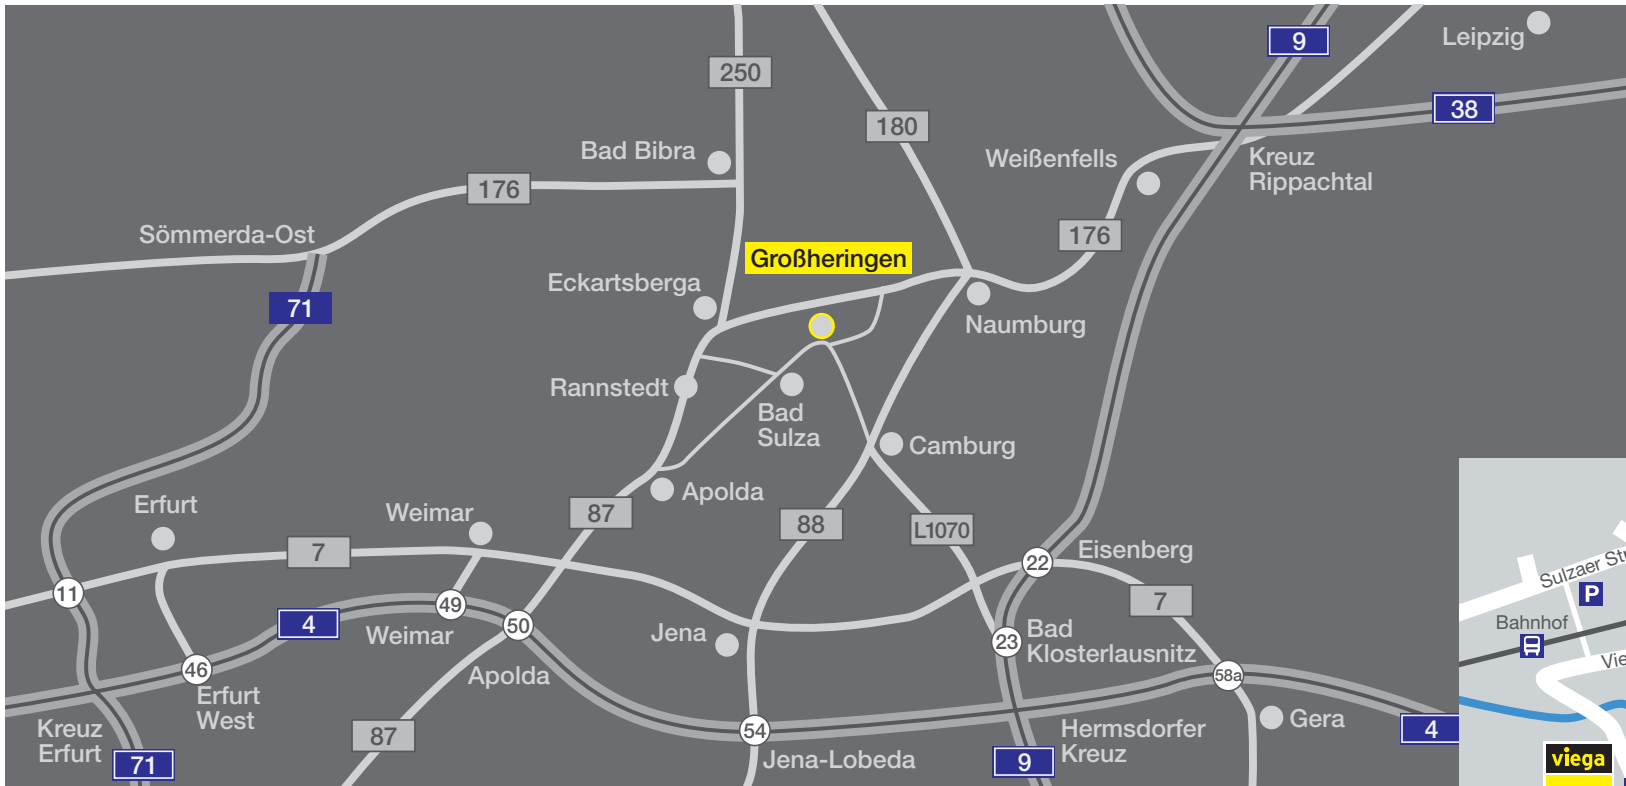 9
Leipzig
250
38
180
Bad Bibra
Weißenfells
Kreuz
Rippachtal
176
Sömmerda-Ost
176
Großheringen
Eckartsberga
71
Naumburg
Rannstedt
Bad
Sulza
Camburg
Apolda
Erfurt
Weimar
87
88
L1070
7
Eisenberg
22
11
7
Sulzaer Str
P
49
4
50
Weimar
Jena
Bahnhof
23
Bad
Klosterlausnitz
Vie
46
Apolda
58a
Erfurt
West
Gera
Kreuz
Erfurt
87
54
Hermsdorfer
Kreuz
4
Jena-Lobeda
71
9
viega